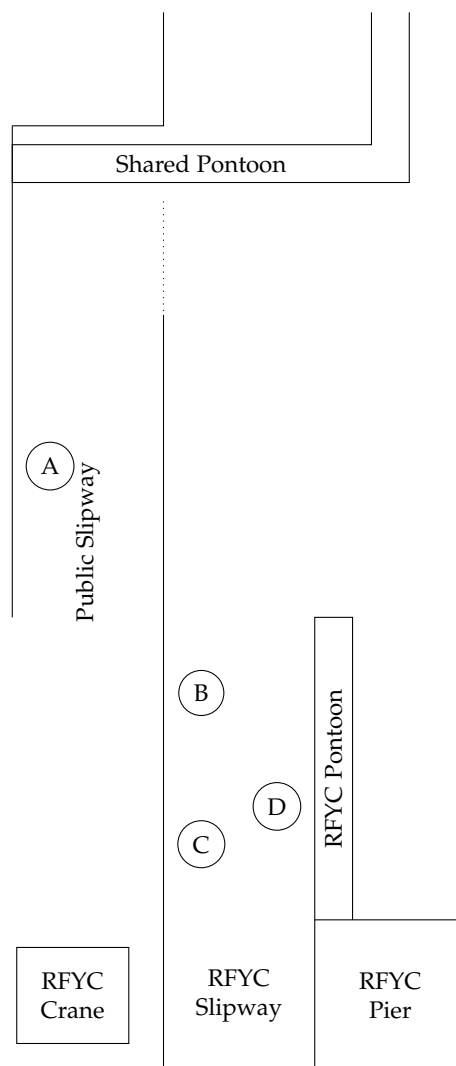 Shared Pontoon
A
Public Slipway
B
RFYC Pontoon
D
C
RFYC
Crane
RFYC
Slipway
RFYC
Pier